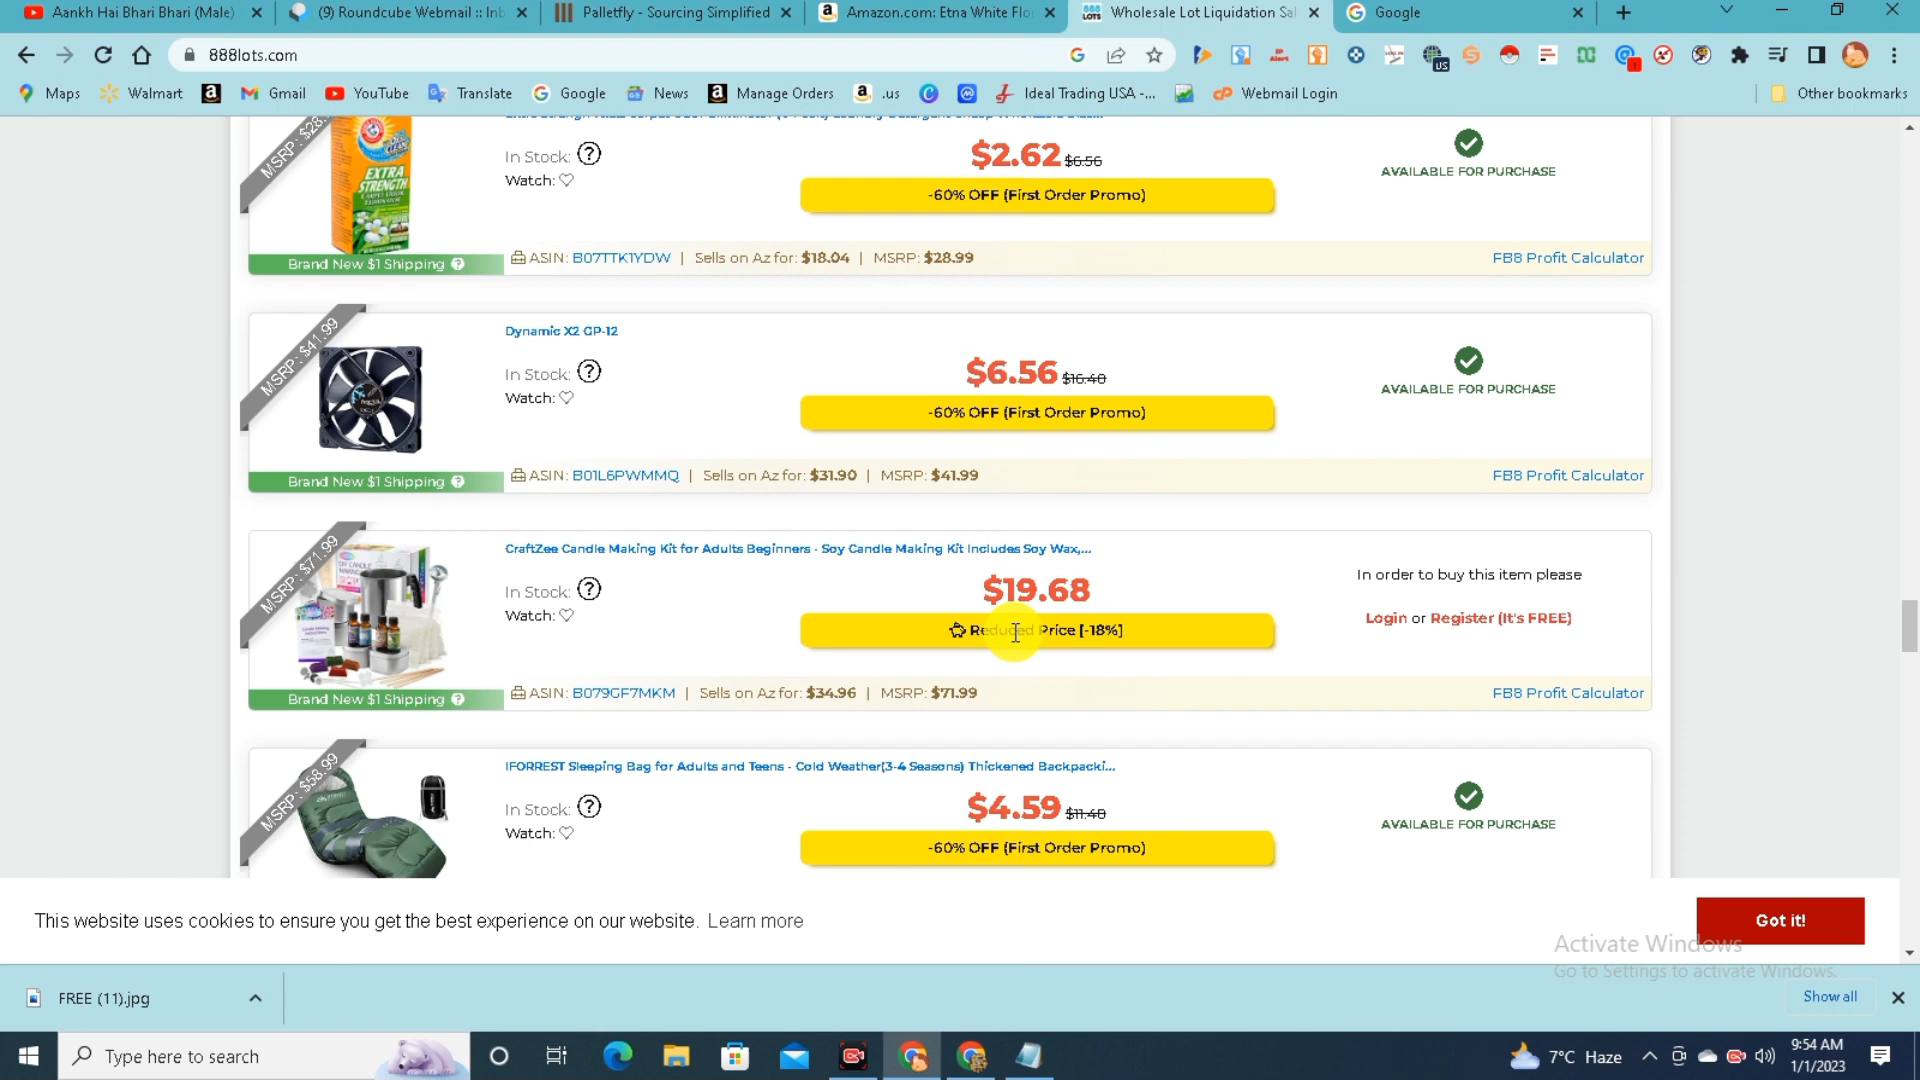 Aankh Hai Bhari Bhari (Male)
(9) Roundcube Webmail :: Inb
Palletfly - Sourcing Simplified
Amazon.com: Etna White Flo
Wholesale Lot Liquidation Sal
Google
888lots.com
Maps
Walmart
Gmail
YouTube
Translate
Google
News
Manage Orders
.us
Ideal Trading USA -...
Webmail Login
Other bookmarks
MSRP: $28.
EXTRA STRENGTH
In Stock:
$2.62 $6.56
Watch:
-60% OFF (First Order Promo)
AVAILABLE FOR PURCHASE
Brand New $1 Shipping
ASIN: B07TTK1YDW | Sells on Az for: $18.04 | MSRP: $28.99
FB8 Profit Calculator
MSRP: $41.99
Dynamic X2 GP-12
In Stock:
$6.56 $16.40
Watch:
-60% OFF (First Order Promo)
AVAILABLE FOR PURCHASE
Brand New $1 Shipping
ASIN: B01L6PWMMQ | Sells on Az for: $31.90 | MSRP: $41.99
FB8 Profit Calculator
MSRP: $71.99
CraftZee Candle Making Kit for Adults Beginners - Soy Candle Making Kit Includes Soy Wax,...
In Stock:
$19.68
Watch:
Reduced Price [-18%]
In order to buy this item please
Login or Register (It's FREE)
Brand New $1 Shipping
ASIN: B079GF7MKM | Sells on Az for: $34.96 | MSRP: $71.99
FB8 Profit Calculator
MSRP: $58.99
IFORREST Sleeping Bag for Adults and Teens - Cold Weather(3-4 Seasons) Thickened Backpacki...
In Stock:
$4.59 $11.48
Watch:
-60% OFF (First Order Promo)
AVAILABLE FOR PURCHASE
This website uses cookies to ensure you get the best experience on our website. Learn more
Got it!
Activate Windows
Go to Settings to activate Windows.
FREE (11).jpg
Show all
Type here to search
7°C Haze
9:54 AM
1/1/2023